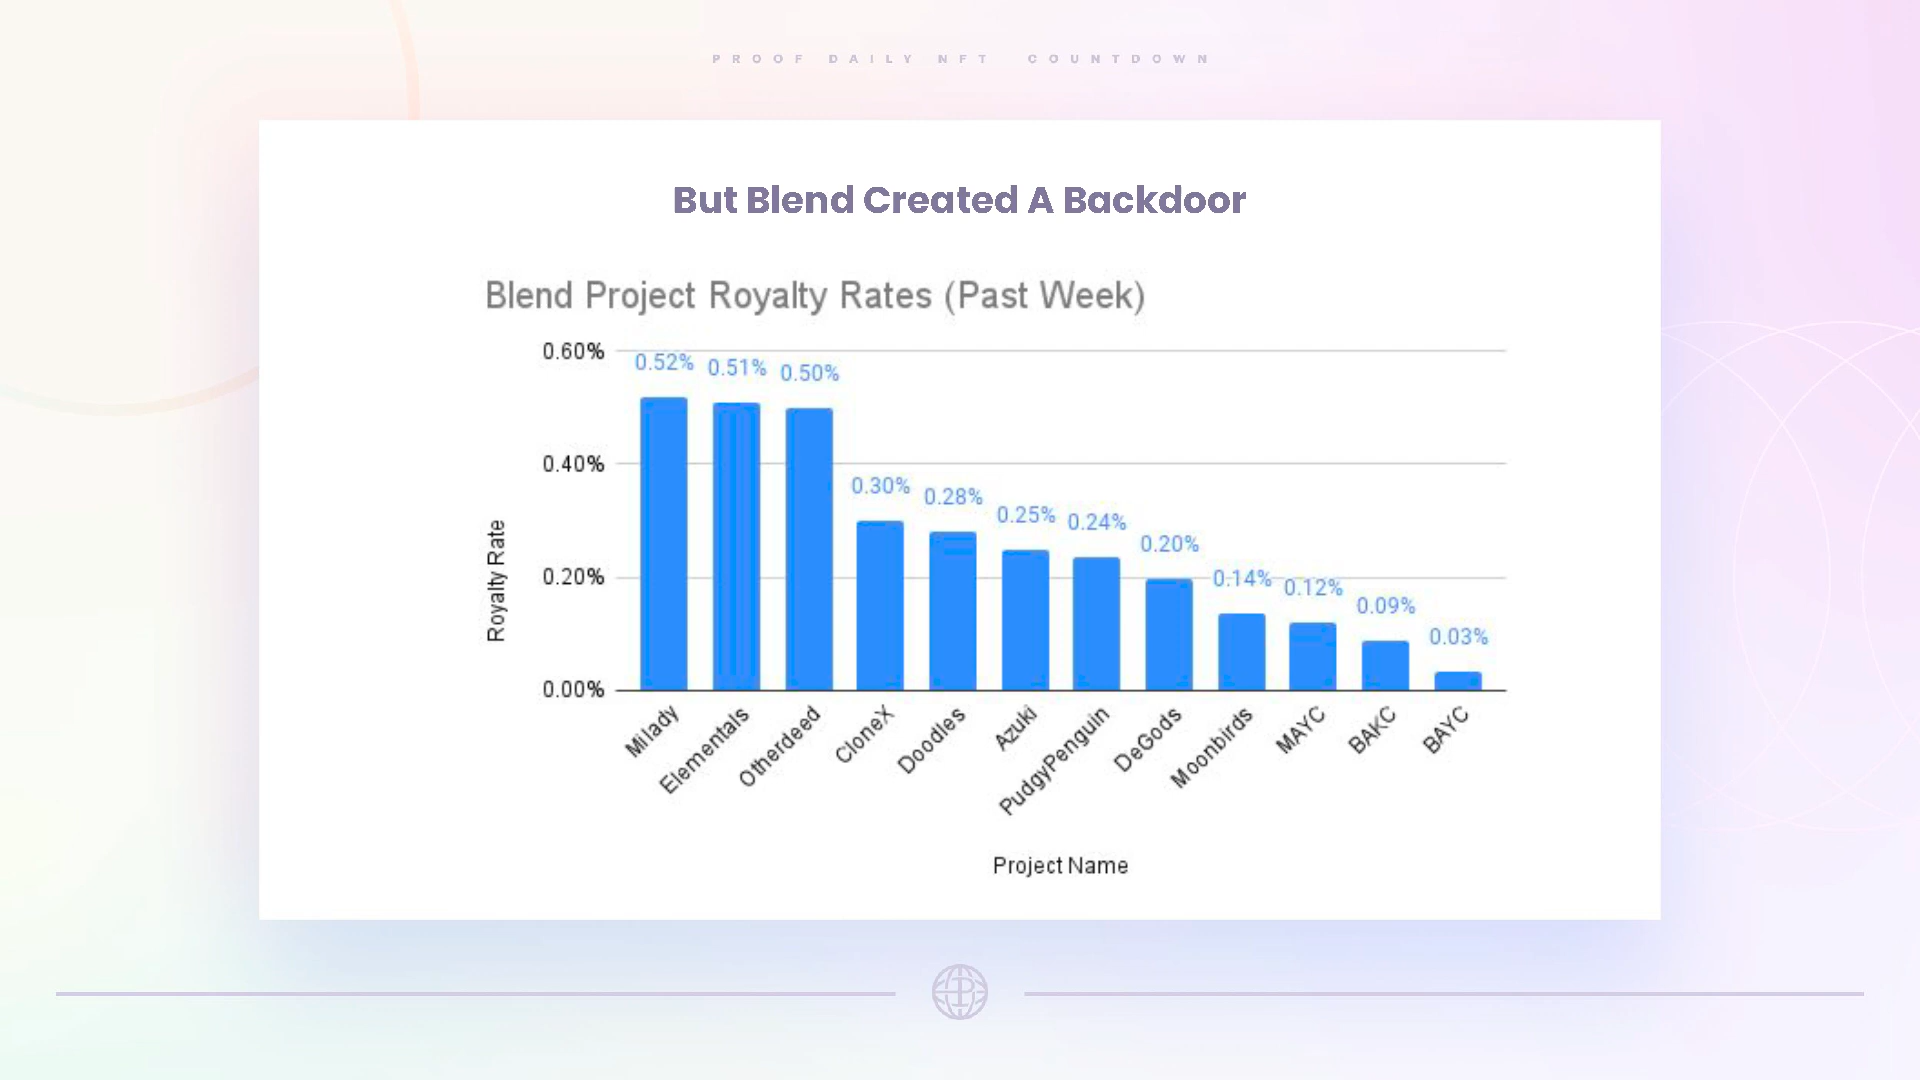 PROOF DAILY NFT COUNTDOWN
But Blend Created A Backdoor
Blend Project Royalty Rates (Past Week)
0.60%
0.40%
0.20%
0.00%
Royalty Rate
0.52%
0.51%
0.50%
0.30%
0.28%
0.25%
0.24%
0.20%
0.14%
0.12%
0.09%
0.03%
Milady
Elementals
Otherdeed
CloneX
Doodles
Azuki
PudgyPenguin
DeGods
Moonbirds
MAYC
BAKC
BAYC
Project Name